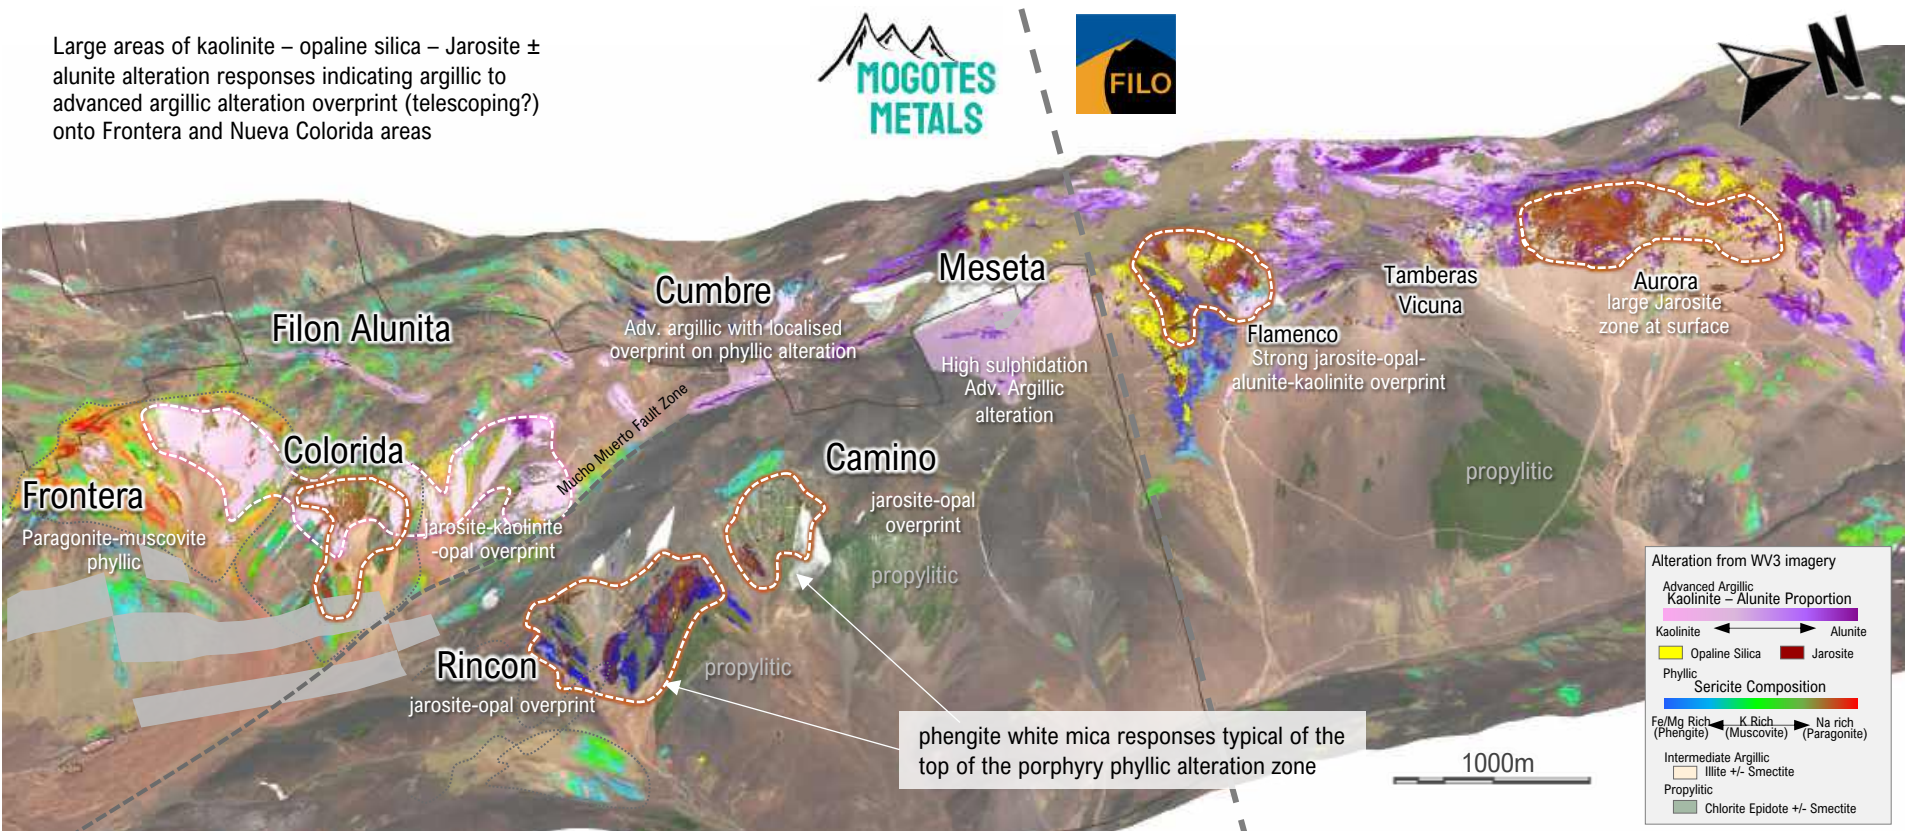 Large areas of kaolinite – opaline silica – Jarosite ±
alunite alteration responses indicating argillic to
advanced argillic alteration overprint (telescoping?)
onto Frontera and Nueva Colorida areas
MOGOTES
METALS
FILO
N
Meseta
Cumbre
Adv. argillic with localised
overprint on phyllic alteration
Filon Alunita
High sulphidation
Adv. Argillic
alteration
Tamberas
Vicuna
Aurora
large Jarosite
zone at surface
Flamenco
Strong jarosite-opal-
alunite-kaolinite overprint
Mucho Muerto Fault Zone
Colorida
jarosite-kaolinite
-opal overprint
Frontera
Paragonite-muscovite
phyllic
Camino
jarosite-opal
overprint
propylitic
propylitic
propylitic
Rincon
jarosite-opal overprint
phengite white mica responses typical of the
top of the porphyry phyllic alteration zone
1000m
Alteration from WV3 imagery
Advanced Argillic
Kaolinite – Alunite Proportion
Kaolinite Alunite
Opaline Silica Jarosite
Phyllic
Sericite Composition
Fe/Mg Rich K Rich Na rich
(Phengite) (Muscovite) (Paragonite)
Intermediate Argillic
Illite +/- Smectite
Propylitic
Chlorite Epidote +/- Smectite